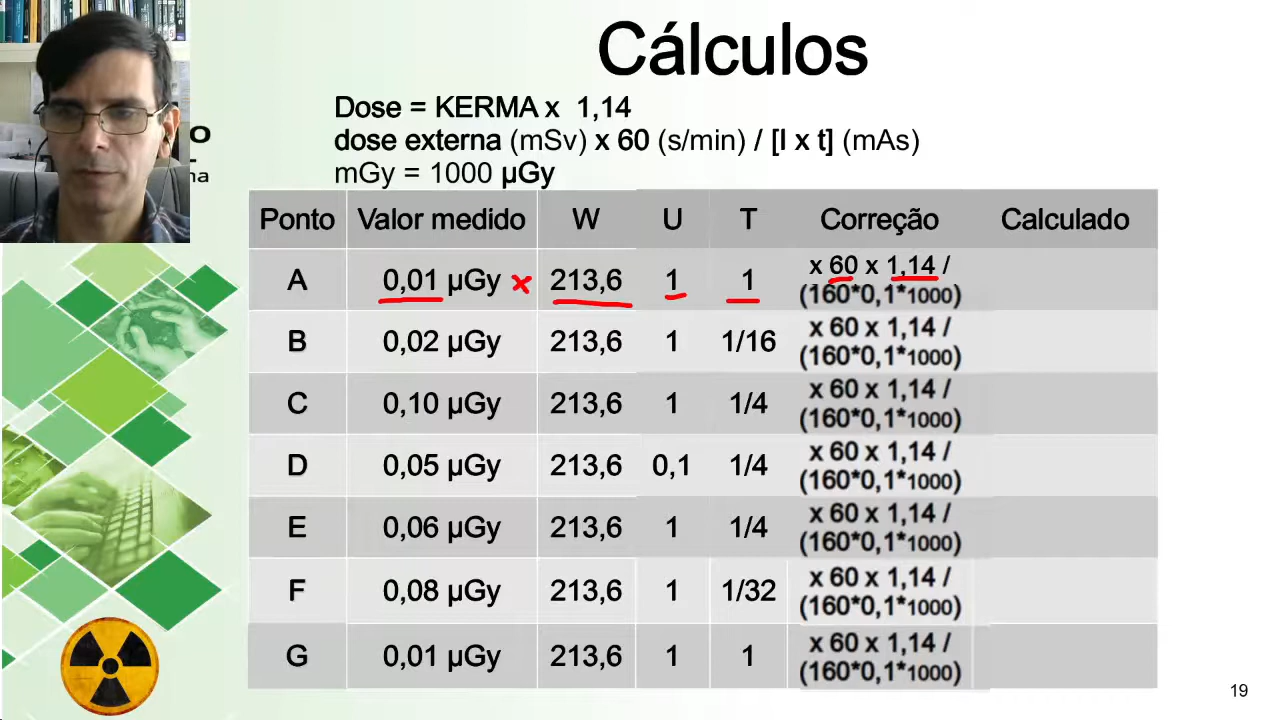 Cálculos
Dose = KERMA x 1,14
dose externa (mSv) x 60 (s/min) / [I x t] (mAs)
mGy = 1000 µGy
Ponto Valor medido W U T Correção Calculado
A 0,01 µGy x 213,6 1 1 x 60 x 1,14 /
(160*0,1*1000)
B 0,02 µGy 213,6 1 1/16 x 60 x 1,14 /
(160*0,1*1000)
C 0,10 µGy 213,6 1 1/4 x 60 x 1,14 /
(160*0,1*1000)
D 0,05 µGy 213,6 0,1 1/4 x 60 x 1,14 /
(160*0,1*1000)
E 0,06 µGy 213,6 1 1/4 x 60 x 1,14 /
(160*0,1*1000)
F 0,08 µGy 213,6 1 1/32 x 60 x 1,14 /
(160*0,1*1000)
G 0,01 µGy 213,6 1 1 x 60 x 1,14 /
(160*0,1*1000)
19